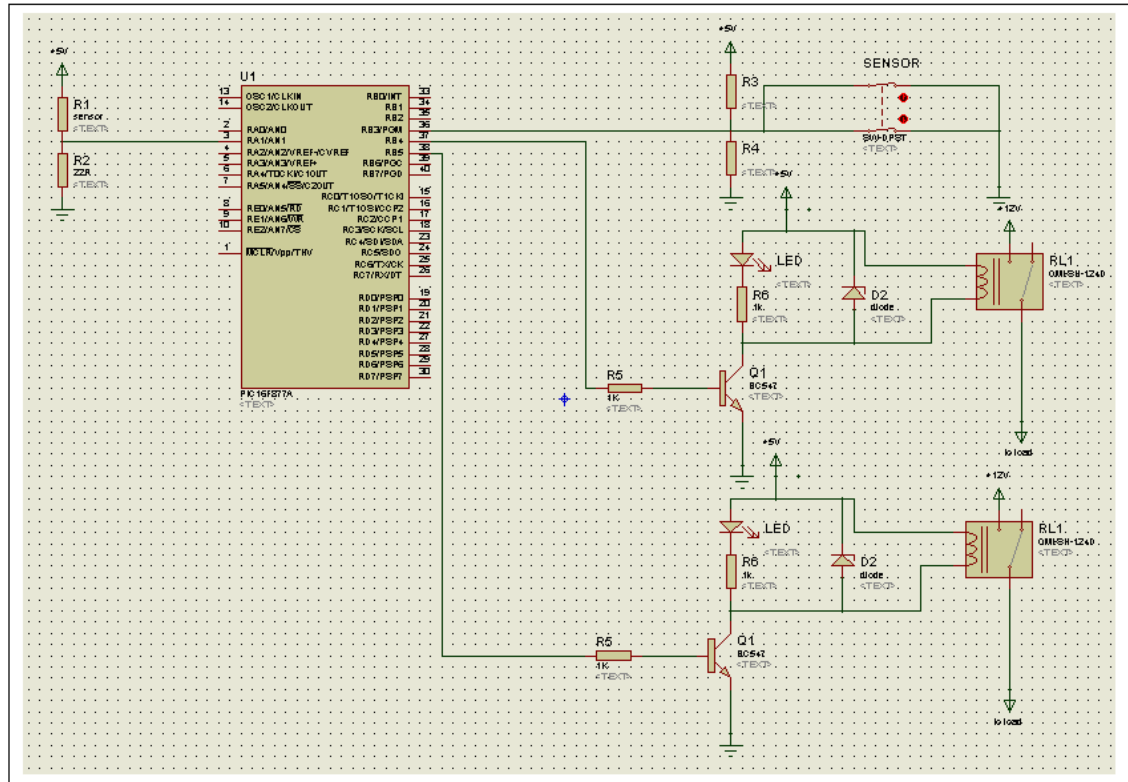 +5V
R1
sensor
<TEXT>
R2
22R
<TEXT>
U1
13
14
2
3
4
5
6
7
8
9
10
1
OSC1/CLKIN
OSC2/CLKOUT
RA0/AN0
RA1/AN1
RA2/AN2/VREF-/CVREF
RA3/AN3/VREF+
RA4/T0CKI/C1OUT
RA5/AN4/SS/C2OUT
RE0/AN5/RD
RE1/AN6/WR
RE2/AN7/CS
MCLR/Vpp/THV
RB0/INT
RB1
RB2
RB3/PGM
RB4
RB5
RB6/PGC
RB7/PGD
RC0/T1OSO/T1CKI
RC1/T1OSI/CCP2
RC2/CCP1
RC3/SCK/SCL
RC4/SDI/SDA
RC5/SDO
RC6/TX/CK
RC7/RX/DT
RD0/PSP0
RD1/PSP1
RD2/PSP2
RD3/PSP3
RD4/PSP4
RD5/PSP5
RD6/PSP6
RD7/PSP7
33
34
35
36
37
38
39
40
15
16
17
18
23
24
25
26
19
20
21
22
27
28
29
30
PIC16F877A
<TEXT>
+5V
R3
<TEXT>
R4
<TEXT>
SENSOR
SW-DPST
<TEXT>
+5V
LED
<TEXT>
R6
1k
<TEXT>
D2
diode
<TEXT>
+12V
RL1
OMI-SH-124D
<TEXT>
R5
1K
<TEXT>
Q1
BC547
<TEXT>
to load
+5V
LED
<TEXT>
R6
1k
<TEXT>
D2
diode
<TEXT>
+12V
RL1
OMI-SH-124D
<TEXT>
R5
1K
<TEXT>
Q1
BC547
<TEXT>
to load